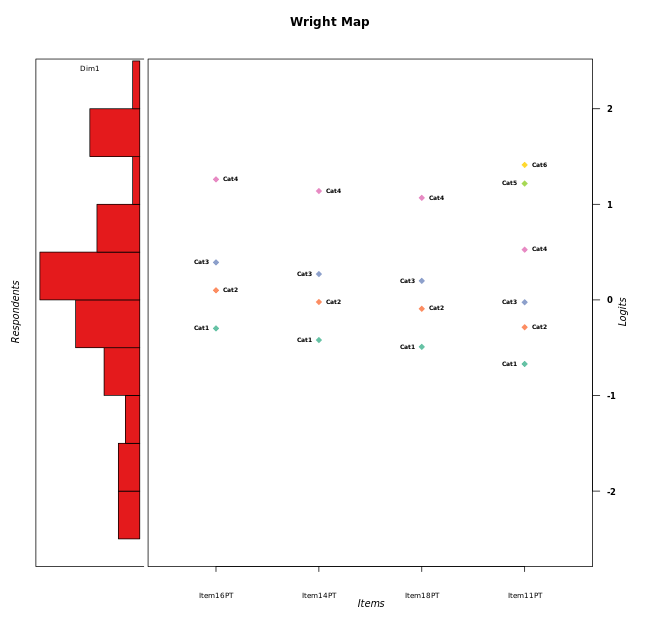 Wright Map
Dim1
2
Cat6
Cat4
Cat5
Cat4
Cat4
1
Cat4
Cat3
Cat3
Cat3
Cat2
Cat2
Cat3
0
Cat2
Cat2
Cat1
Cat1
Cat1
Cat1
-1
-2
Respondents
Logits
Item16PT
Item14PT
Item18PT
Item11PT
Items